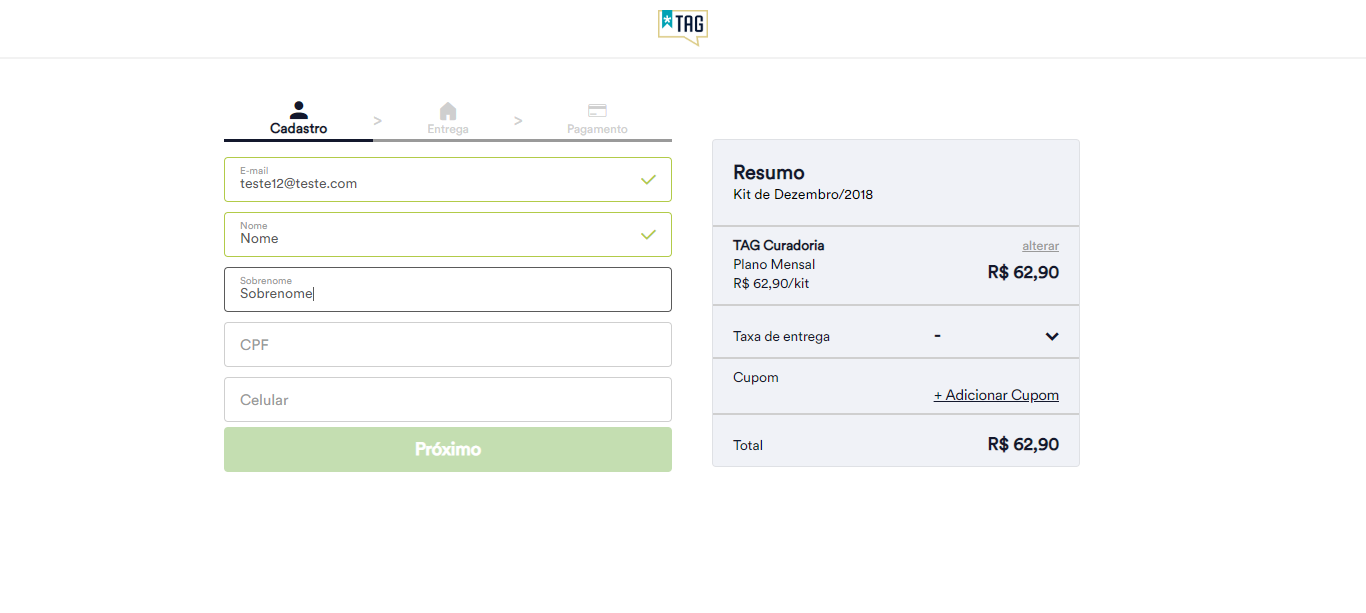 TAG
Cadastro
>
Entrega
>
Pagamento
E-mail
teste12@teste.com
Nome
Nome
Sobrenome
Sobrenome
CPF
Celular
Próximo
Resumo
Kit de Dezembro/2018
TAG Curadoria
alterar
Plano Mensal
R$ 62,90
R$ 62,90/kit
Taxa de entrega -
Cupom
+ Adicionar Cupom
Total R$ 62,90